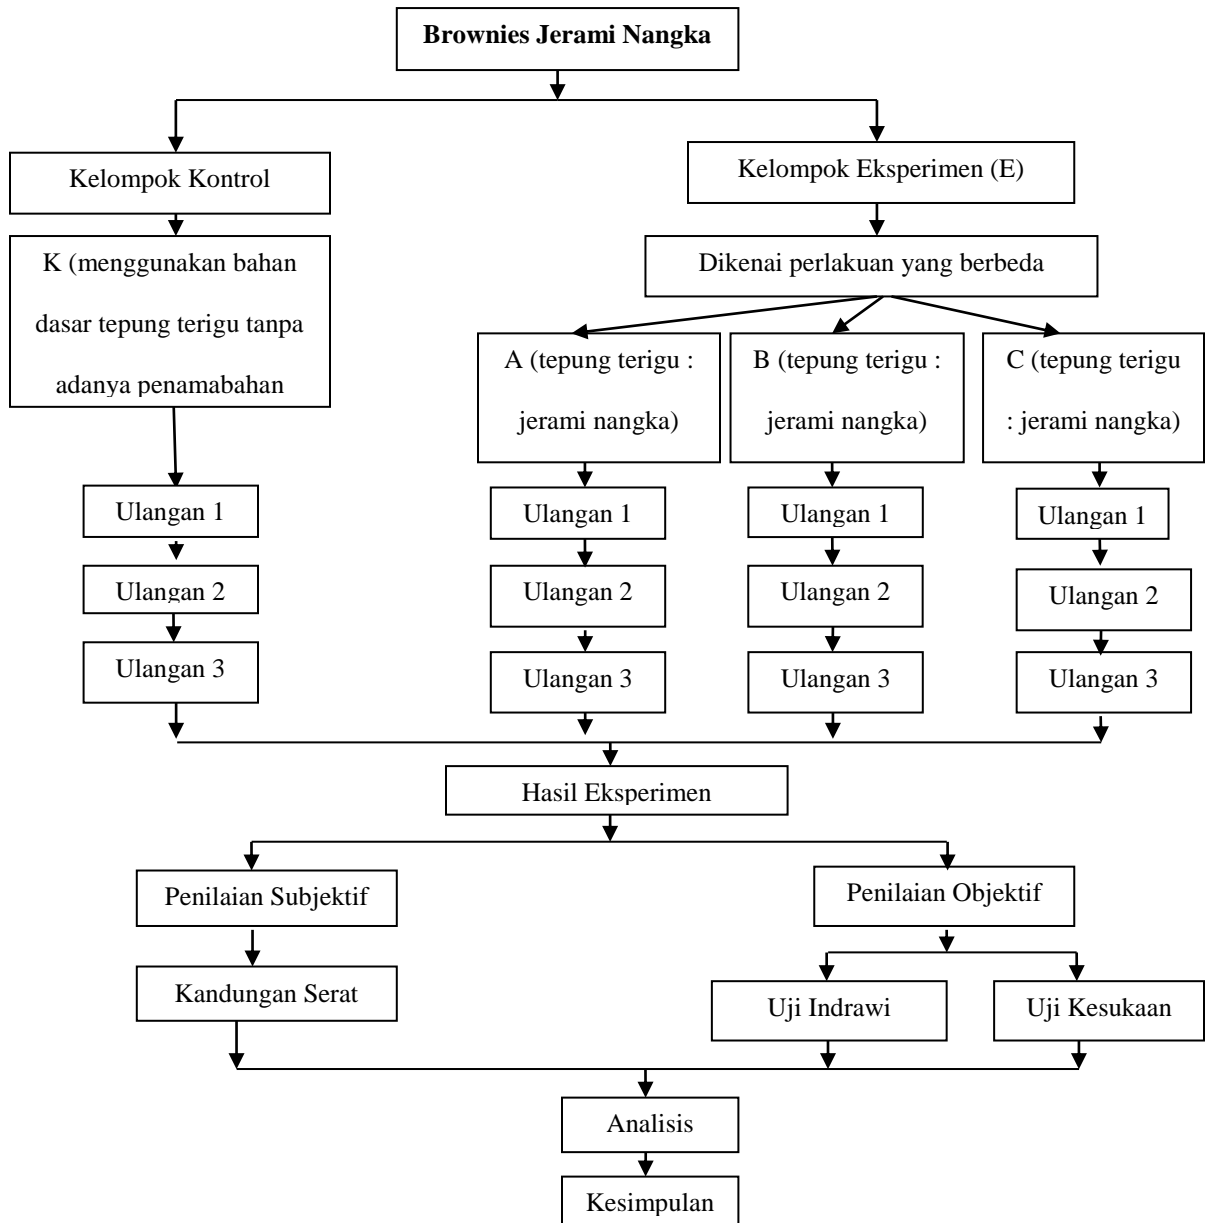 Brownies Jerami Nangka
Kelompok Kontrol
Kelompok Eksperimen (E)
K (menggunakan bahan
dasar tepung terigu tanpa
adanya penamabahan
Dikenai perlakuan yang berbeda
A (tepung terigu :
jerami nangka)
B (tepung terigu :
jerami nangka)
C (tepung terigu
: jerami nangka)
Ulangan 1
Ulangan 1
Ulangan 1
Ulangan 1
Ulangan 2
Ulangan 2
Ulangan 2
Ulangan 2
Ulangan 3
Ulangan 3
Ulangan 3
Ulangan 3
Hasil Eksperimen
Penilaian Subjektif
Penilaian Objektif
Kandungan Serat
Uji Indrawi
Uji Kesukaan
Analisis
Kesimpulan